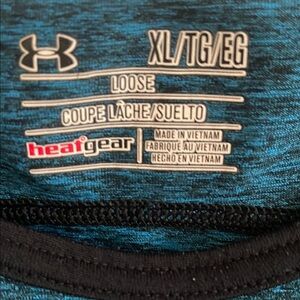 XL/TG/EG
LOOSE
COUPE LÂCHE/SUELTO
heatgear
MADE IN VIETNAM
FABRIQUÉ AU VIETNAM
HECHO EN VIETNAM